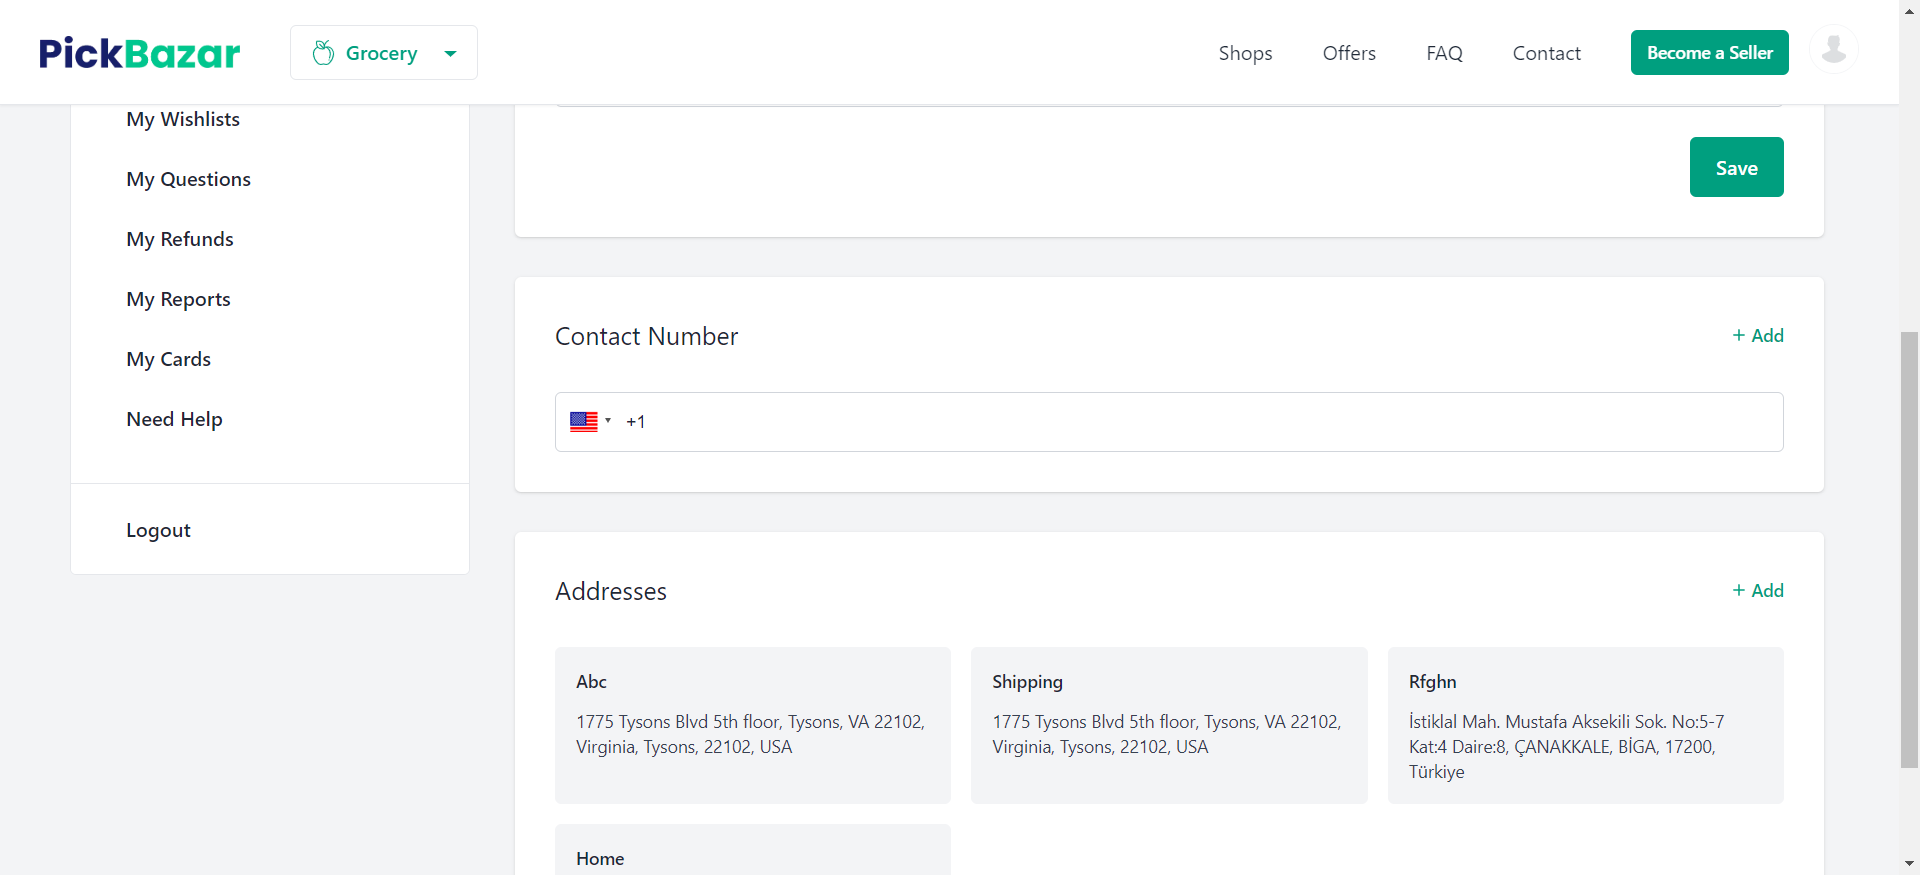 PickBazar
Grocery
Shops
Offers
FAQ
Contact
Become a Seller
My Wishlists
My Questions
My Refunds
My Reports
My Cards
Need Help
Logout
Save
Contact Number
+ Add
+1
Addresses
+ Add
Abc
1775 Tysons Blvd 5th floor, Tysons, VA 22102,
Virginia, Tysons, 22102, USA
Shipping
1775 Tysons Blvd 5th floor, Tysons, VA 22102,
Virginia, Tysons, 22102, USA
Rfghn
İstiklal Mah. Mustafa Aksekili Sok. No:5-7
Kat:4 Daire:8, ÇANAKKALE, BİGA, 17200,
Türkiye
Home